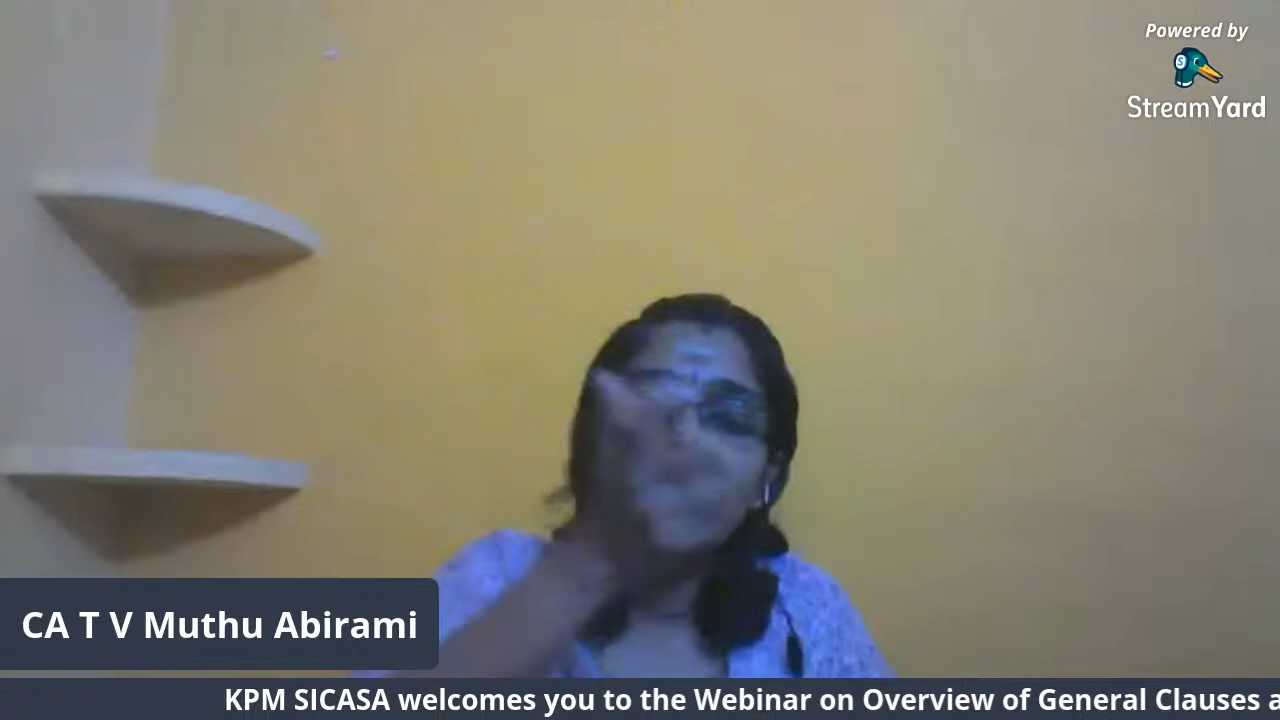 Powered by
StreamYard
CA T V Muthu Abirami
KPM SICASA welcomes you to the Webinar on Overview of General Clauses a